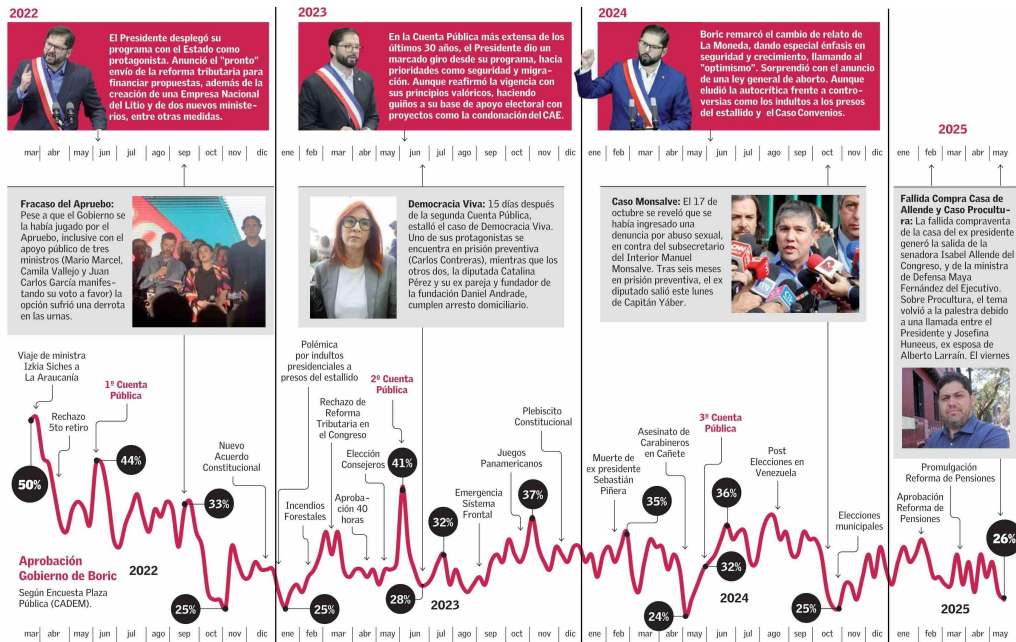 2022
El Presidente desplegó su
programa con el Estado como
protagonista. Anunció el "pronto"
envío de la reforma tributaria para
financiar propuestas, además de la
creación de una Empresa Nacional
del Litio y de dos nuevos ministe-
rios, entre otras medidas.
2023
En la Cuenta Pública más extensa de los
últimos 30 años, el Presidente dio un
marcado giro desde su programa, hacia
prioridades como seguridad y migra-
ción. Aunque reafirmó la vigencia con
sus principios valóricos, haciendo
guiños a su base de apoyo electoral con
proyectos como la condonación del CAE.
2024
Boric remarcó el cambio de relato de
La Moneda, dando especial énfasis en
seguridad y crecimiento, llamando al
"optimismo". Sorprendió con el anuncio
de una ley general de aborto. Aunque
eludió la autocrítica frente a contro-
versias como los indultos a los presos
del estallido y el Caso Convenios.
2025
mar abr may jun jul ago sep oct nov dic
ene feb mar abr may jun jul ago sep oct nov dic
ene feb mar abr may jun jul ago sep oct nov dic
ene feb mar abr may
Fracaso del Apruebo:
Pese a que el Gobierno se
la había jugado por el
Apruebo, inclusive con el
apoyo público de tres
ministros (Mario Marcel,
Camila Vallejo y Juan
Carlos García manifes-
tando su voto a favor) la
opción sufrió una derrota
en las urnas.
Democracia Viva: 15 días después
de la segunda Cuenta Pública,
estalló el caso de Democracia Viva.
Uno de sus protagonistas se
encuentra en prisión preventiva
(Carlos Contreras), mientras que los
otros dos, la diputada Catalina
Pérez y su ex pareja y fundador de
la fundación Daniel Andrade,
cumplen arresto domiciliario.
Caso Monsalve: El 17 de
octubre se reveló que se
había ingresado una
denuncia por abuso sexual,
en contra del subsecretario
del Interior Manuel
Monsalve. Tras seis meses
en prisión preventiva, el ex
diputado salió este lunes
de Capitán Yáber.
Fallida Compra Casa de
Allende y Caso Procultu-
ra: La fallida compraventa
de la casa del ex presidente
generó la salida de la
senadora Isabel Allende del
Congreso, y de la ministra
de Defensa Maya
Fernández del Ejecutivo.
Sobre Procultura, el tema
volvió a la palestra debido
a una llamada entre el
Presidente y Josefina
Huneeus, ex esposa de
Alberto Larraín. El viernes
Viaje de ministra
Izkia Siches a
La Araucanía
50%
Rechazo
5to retiro
1º Cuenta
Pública
44%
33%
Nuevo
Acuerdo
Constitucional
25%
Aprobación
Gobierno de Boric
Según Encuesta Plaza
Pública (CADEM).
2022
Polémica
por indultos
presidenciales a
presos del estallido
25%
Incendios
Forestales
Rechazo de
Reforma
Tributaria en
el Congreso
Aproba-
ción 40
horas
Elección
Consejeros
2º Cuenta
Pública
41%
28%
32%
Emergencia
Sistema
Frontal
Juegos
Panamericanos
37%
Plebiscito
Constitucional
2023
Muerte de
ex presidente
Sebastián
Piñera
35%
Asesinato de
Carabineros
en Cañete
24%
3º Cuenta
Pública
32%
36%
Post
Elecciones en
Venezuela
25%
Elecciones
municipales
2024
Aprobación
Reforma de
Pensiones
Promulgación
Reforma de Pensiones
26%
2025
mar abr may jun jul ago sep oct nov dic
ene feb mar abr may jun jul ago sep oct nov dic
ene feb mar abr may jun jul ago sep oct nov dic
ene feb mar abr may